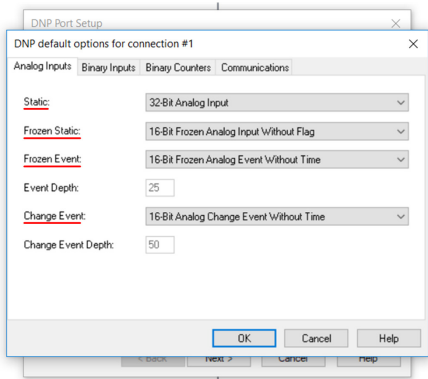 DNP Port Setup
DNP default options for connection #1
Analog Inputs Binary Inputs Binary Counters Communications
Static: 32-Bit Analog Input
Frozen Static: 16-Bit Frozen Analog Input Without Flag
Frozen Event: 16-Bit Frozen Analog Event Without Time
Event Depth: 25
Change Event: 16-Bit Analog Change Event Without Time
Change Event Depth: 50
OK Cancel Help
< Back Next > Cancel Help